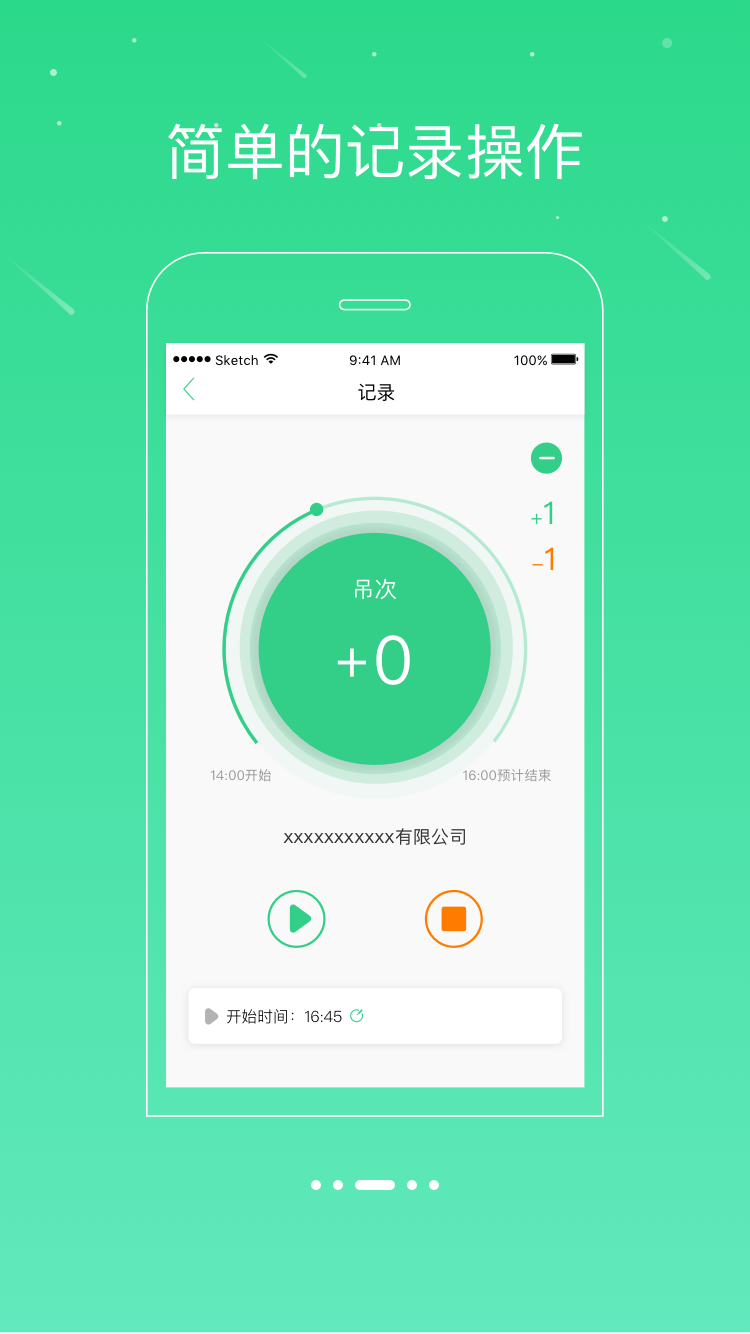 简单的记录操作
Sketch 9:41 AM 100%
记录
+1
−1
吊次
+0
14:00开始 16:00预计结束
xxxxxxxxxxx有限公司
开始时间：16:45